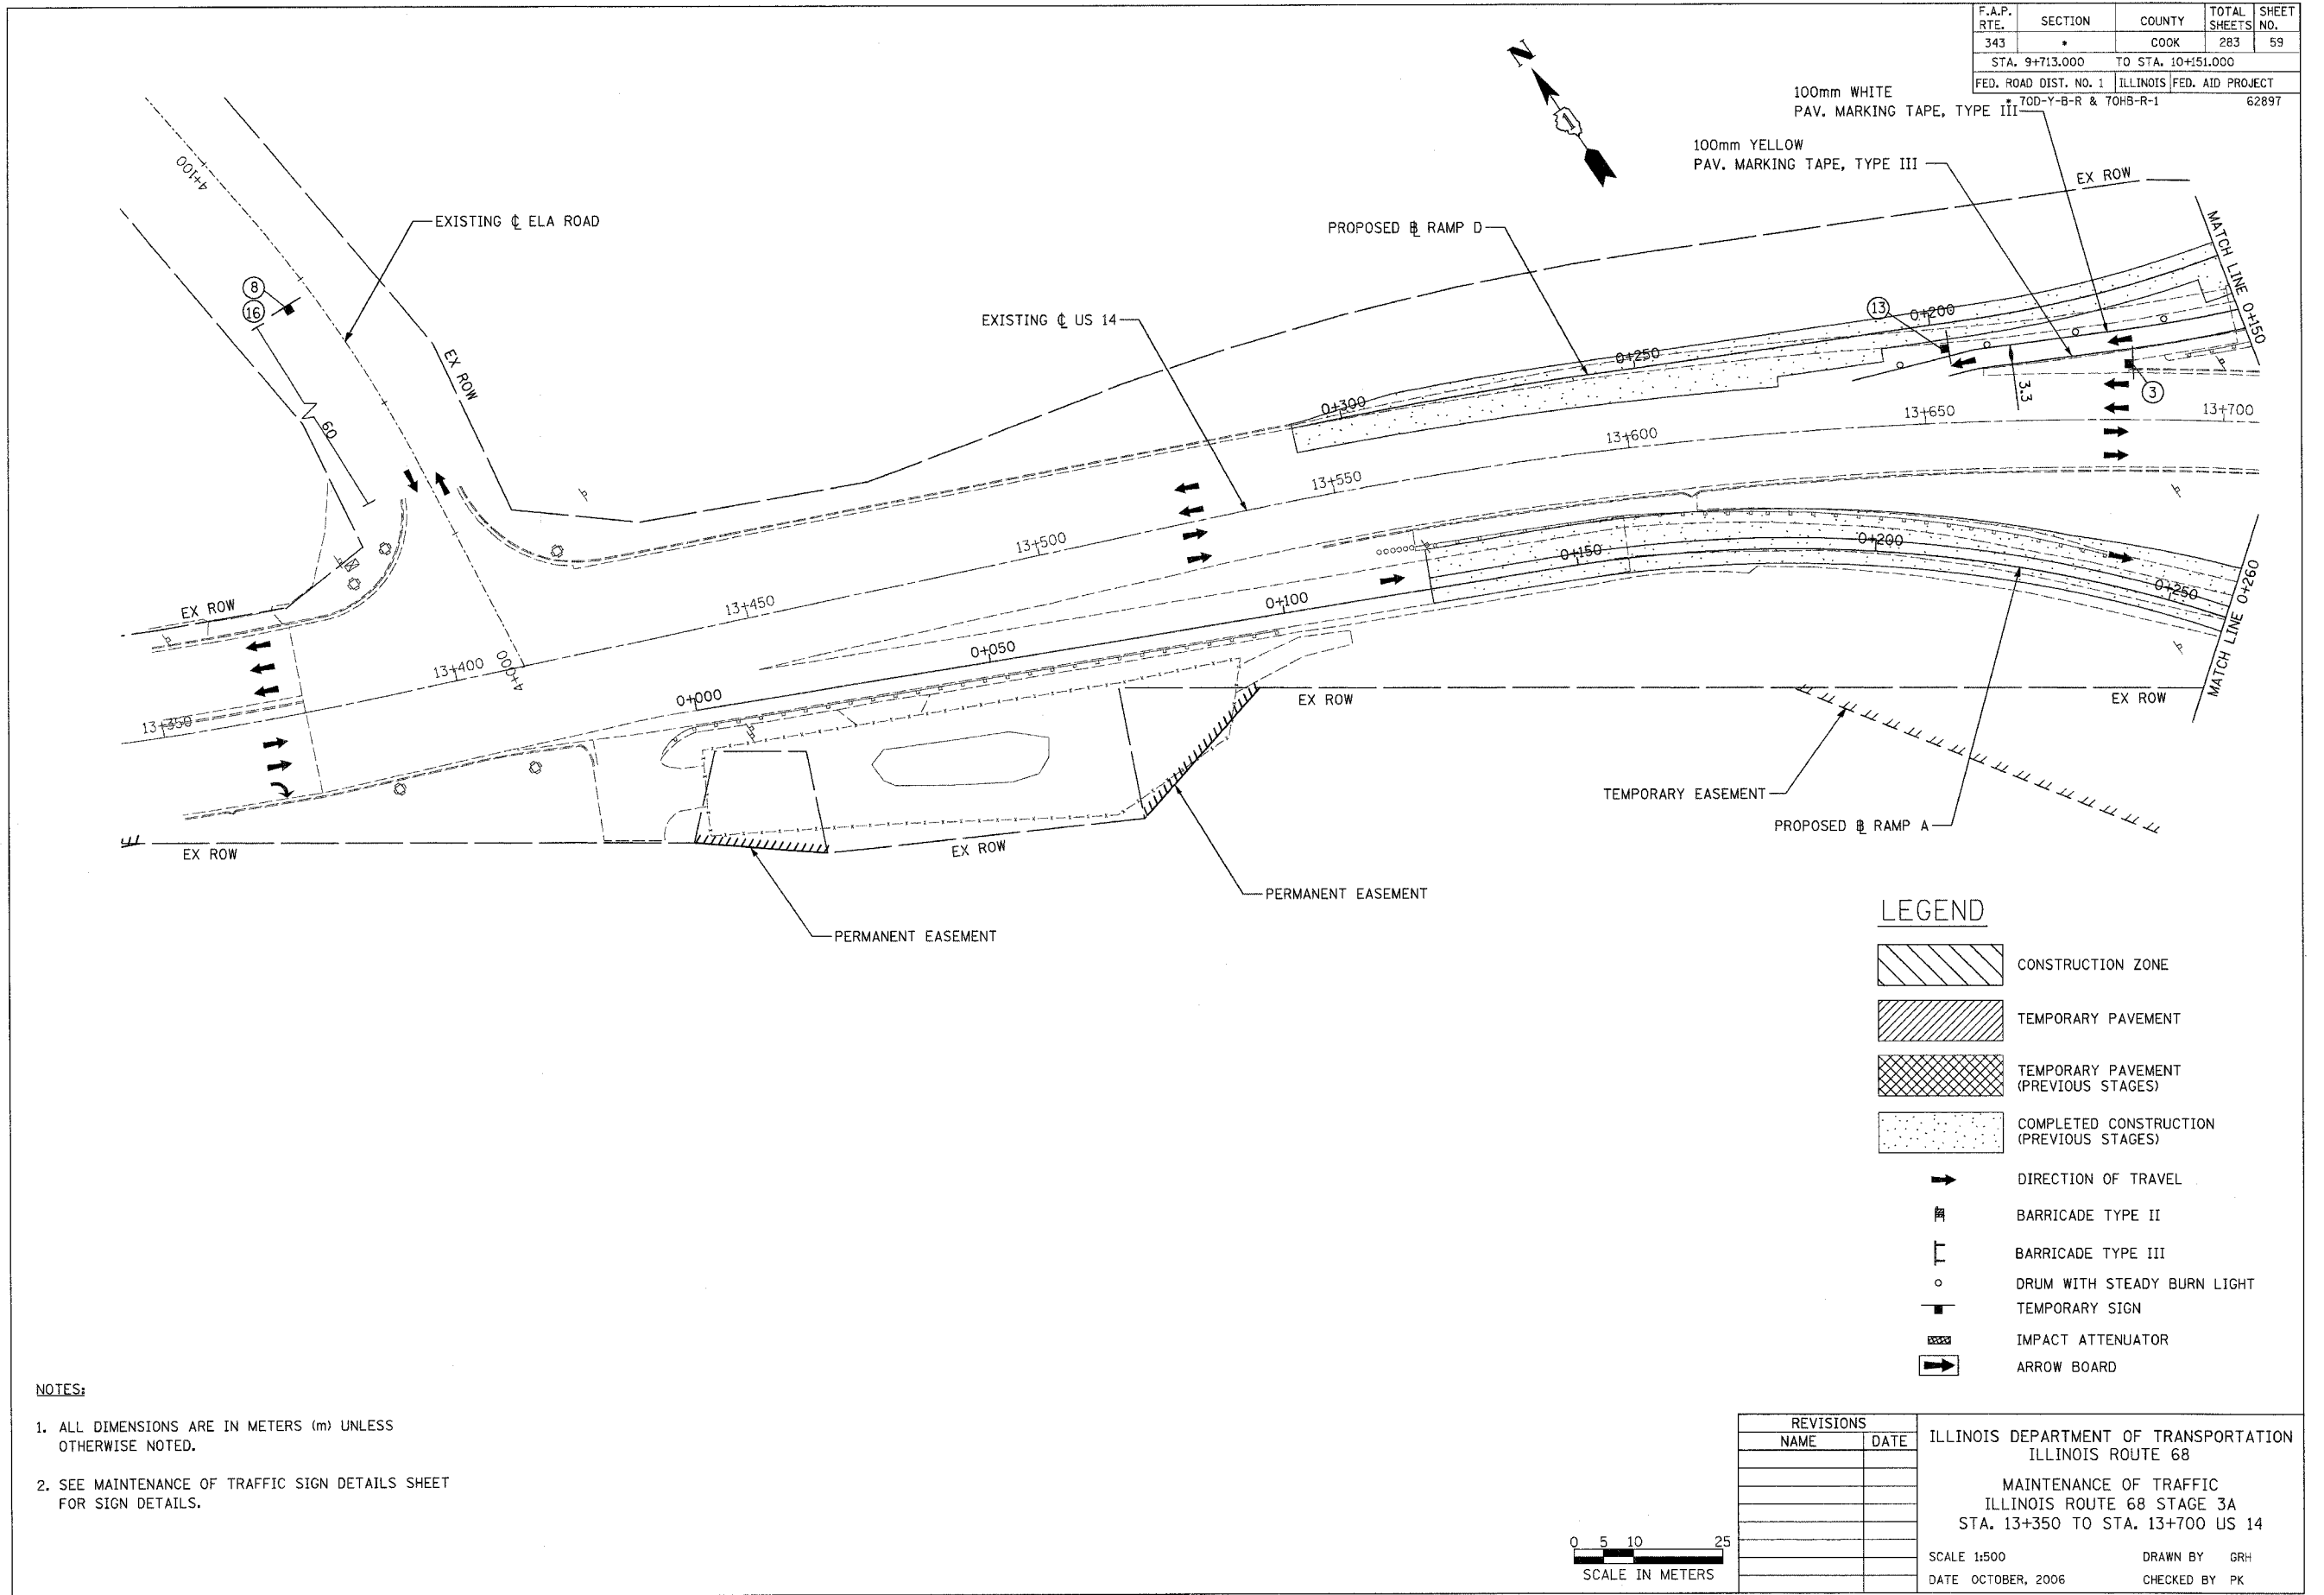 F.A.P. RTE. SECTION COUNTY TOTAL SHEETS SHEET NO.
343 * COOK 283 59
STA. 9+713.000 TO STA. 10+151.000
FED. ROAD DIST. NO. 1 ILLINOIS FED. AID PROJECT
* 70D-Y-B-R & 70HB-R-1 62897
100mm WHITE
PAV. MARKING TAPE, TYPE III
100mm YELLOW
PAV. MARKING TAPE, TYPE III
N
1
EX ROW
MATCH LINE 0+150
4+100
EXISTING ℄ ELA ROAD
PROPOSED B̲L̲ RAMP D
EXISTING ℄ US 14
8
16
60
EX ROW
13
0+200
0+250
0+300
3.3
3
13+700
13+650
13+600
13+550
13+500
13+450
13+400
13+350
4+000
0+000
0+050
0+100
0+150
0+200
0+250
MATCH LINE 0+260
EX ROW
EX ROW
EX ROW
EX ROW
EX ROW
TEMPORARY EASEMENT
PROPOSED B̲L̲ RAMP A
PERMANENT EASEMENT
PERMANENT EASEMENT
LEGEND
CONSTRUCTION ZONE
TEMPORARY PAVEMENT
TEMPORARY PAVEMENT
(PREVIOUS STAGES)
COMPLETED CONSTRUCTION
(PREVIOUS STAGES)
DIRECTION OF TRAVEL
BARRICADE TYPE II
BARRICADE TYPE III
DRUM WITH STEADY BURN LIGHT
TEMPORARY SIGN
IMPACT ATTENUATOR
ARROW BOARD
NOTES:
1. ALL DIMENSIONS ARE IN METERS (m) UNLESS
OTHERWISE NOTED.
2. SEE MAINTENANCE OF TRAFFIC SIGN DETAILS SHEET
FOR SIGN DETAILS.
0 5 10 25
SCALE IN METERS
REVISIONS
NAME DATE
ILLINOIS DEPARTMENT OF TRANSPORTATION
ILLINOIS ROUTE 68
MAINTENANCE OF TRAFFIC
ILLINOIS ROUTE 68 STAGE 3A
STA. 13+350 TO STA. 13+700 US 14
SCALE 1:500 DRAWN BY GRH
DATE OCTOBER, 2006 CHECKED BY PK